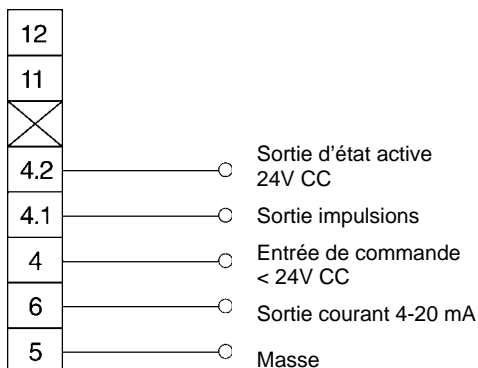 12
11
4.2 Sortie d’état active
24V CC
4.1 Sortie impulsions
4 Entrée de commande
< 24V CC
6 Sortie courant 4-20 mA
5 Masse